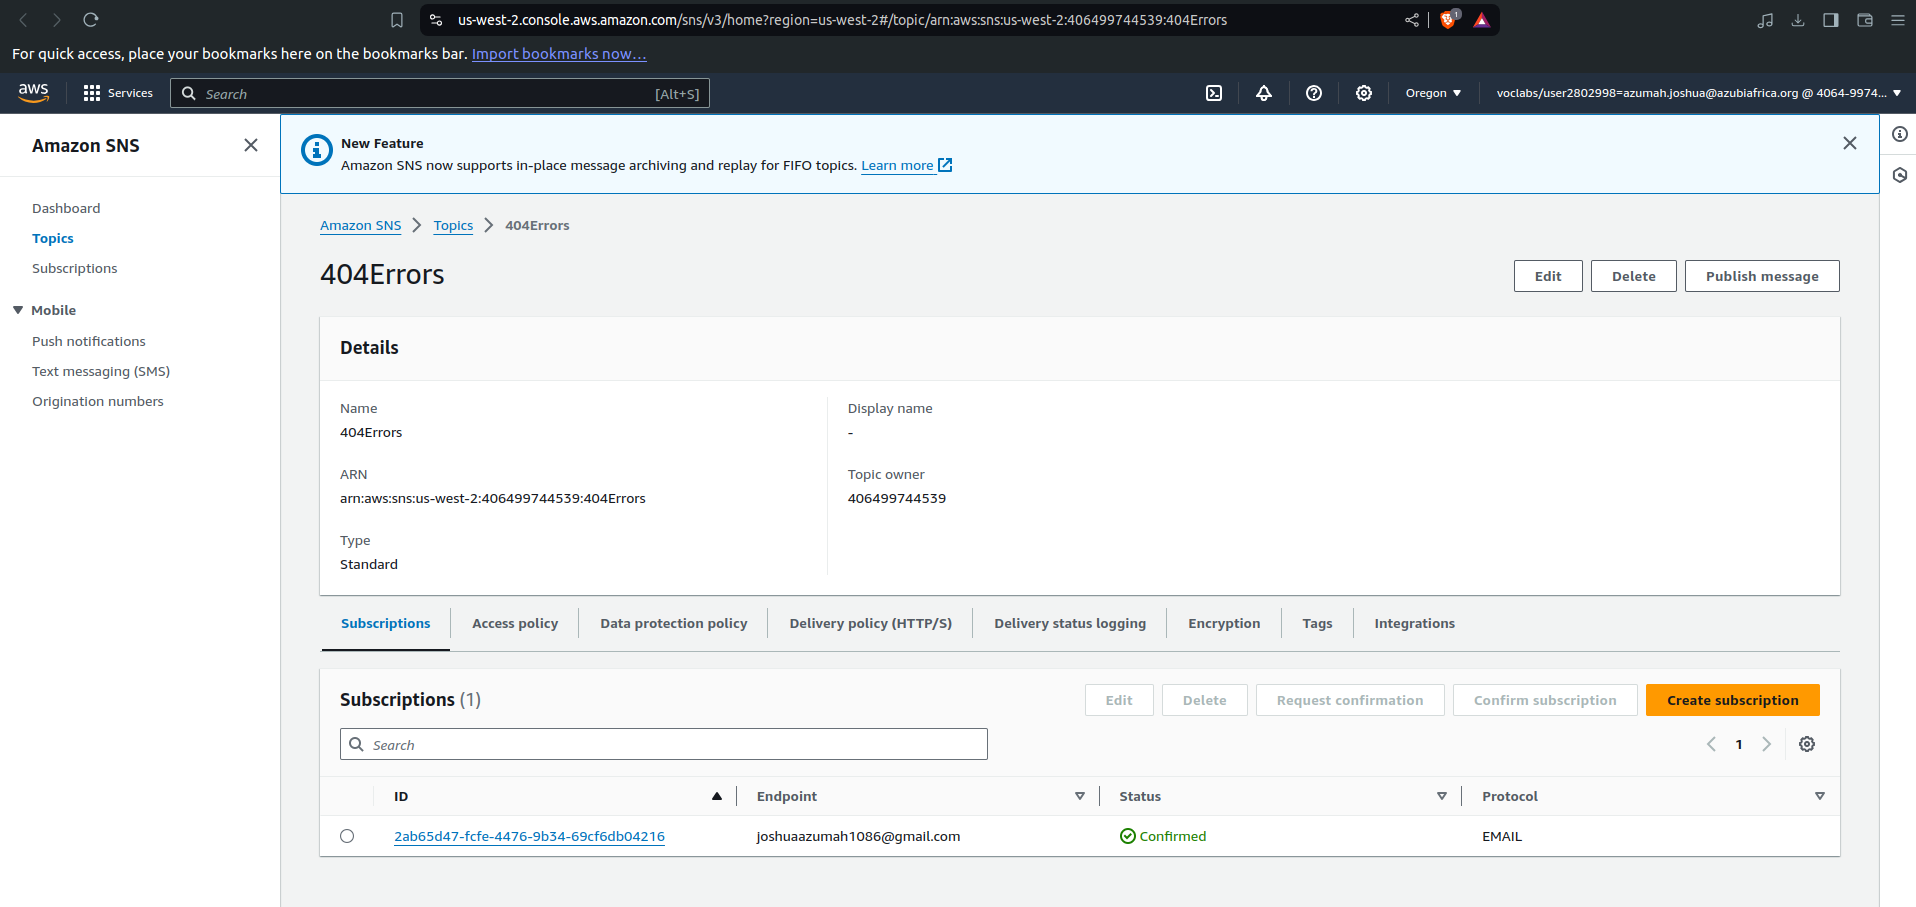 us-west-2.console.aws.amazon.com/sns/v3/home?region=us-west-2#/topic/arn:aws:sns:us-west-2:406499744539:404Errors
1
For quick access, place your bookmarks here on the bookmarks bar. Import bookmarks now…
aws
Services
Search
[Alt+S]
Oregon
voclabs/user2802998=azumah.joshua@azubiafrica.org @ 4064-9974...
Amazon SNS
Dashboard
Topics
Subscriptions
Mobile
Push notifications
Text messaging (SMS)
Origination numbers
New Feature
Amazon SNS now supports in-place message archiving and replay for FIFO topics. Learn more
Amazon SNS
Topics
404Errors
404Errors
Edit
Delete
Publish message
Details
Name
404Errors
ARN
arn:aws:sns:us-west-2:406499744539:404Errors
Type
Standard
Display name
-
Topic owner
406499744539
Subscriptions
Access policy
Data protection policy
Delivery policy (HTTP/S)
Delivery status logging
Encryption
Tags
Integrations
Subscriptions (1)
Edit
Delete
Request confirmation
Confirm subscription
Create subscription
Search
1
ID
Endpoint
Status
Protocol
2ab65d47-fcfe-4476-9b34-69cf6db04216
joshuaazumah1086@gmail.com
Confirmed
EMAIL